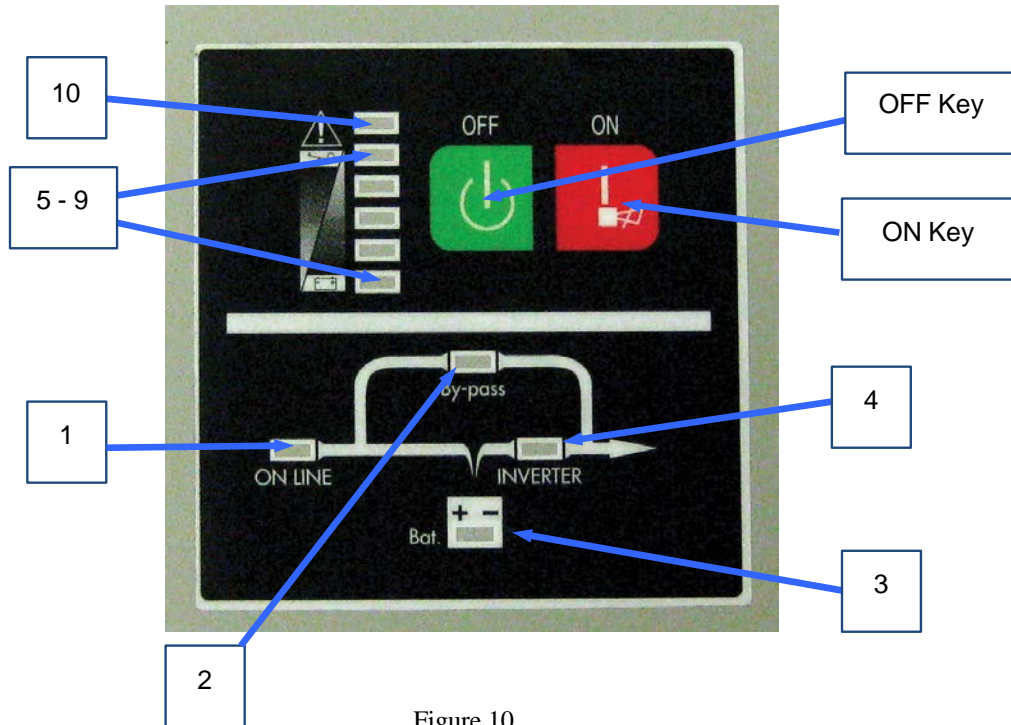 10
OFF Key
OFF ON
5 - 9
ON Key
By-pass
4
1
ON LINE
INVERTER
+ -
Bat.
3
2
Figure 10